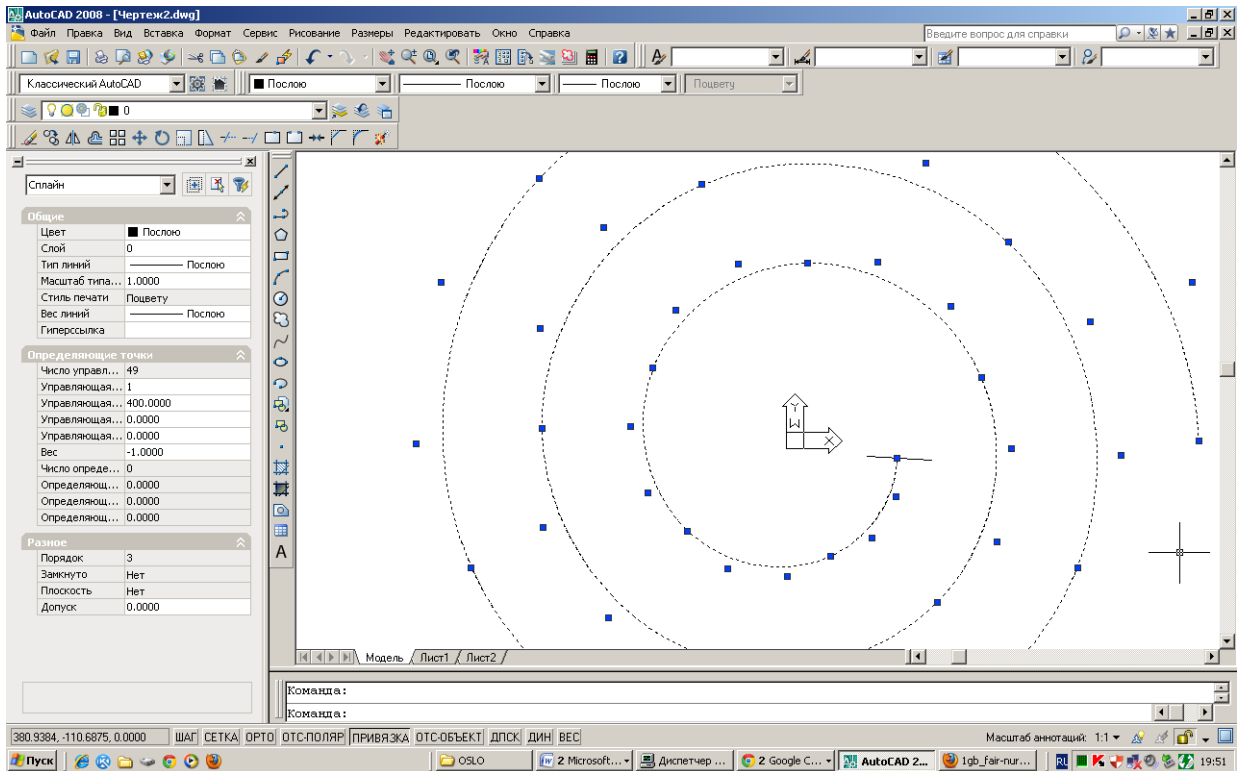 AutoCAD 2008 - [Чертеж2.dwg]
Файл Правка Вид Вставка Формат Сервис Рисование Размеры Редактировать Окно Справка
Введите вопрос для справки
Классический AutoCAD
Послою
Послою
Послою
Поцвету
0
Сплайн
Общие
Цвет Послою
Слой 0
Тип линий Послою
Масштаб типа... 1.0000
Стиль печати Поцвету
Вес линий Послою
Гиперссылка
Определяющие точки
Число управл... 49
Управляющая... 1
Управляющая... 400.0000
Управляющая... 0.0000
Управляющая... 0.0000
Вес -1.0000
Число опреде... 0
Определяющ... 0.0000
Определяющ... 0.0000
Определяющ... 0.0000
Разное
Порядок 3
Замкнуто Нет
Плоскость Нет
Допуск 0.0000
A
Y
W
X
Модель Лист1 Лист2
Команда:
Команда:
380.9384, -110.6875, 0.0000 ШАГ СЕТКА ОРТО ОТС-ПОЛЯР ПРИВЯЗКА ОТС-ОБЪЕКТ ДПСК ДИН ВЕС Масштаб аннотаций: 1:1
Пуск OSLO 2 Microsoft... Диспетчер ... 2 Google C... AutoCAD 2... 1gb_fair-nur... RU 19:51